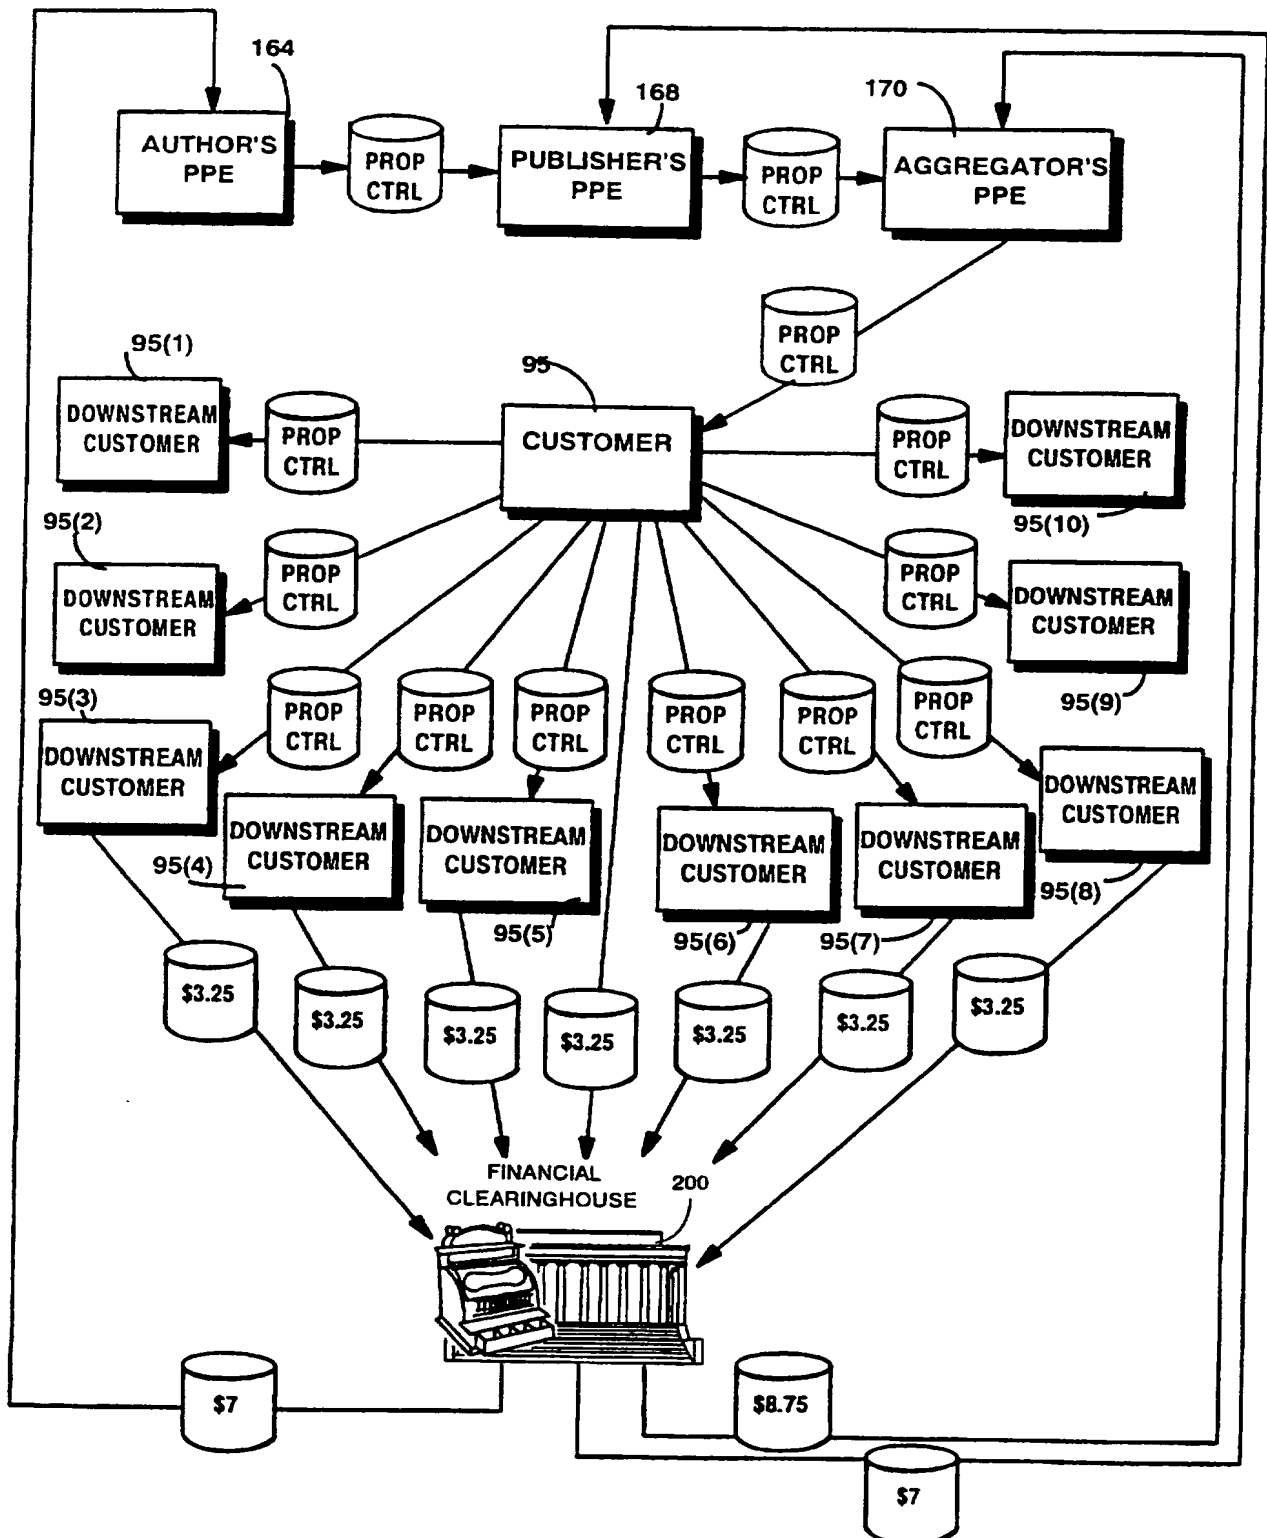 164
168
170
AUTHOR'S
PPE
PROP
CTRL
PUBLISHER'S
PPE
PROP
CTRL
AGGREGATOR'S
PPE
PROP
CTRL
95(1)
95
DOWNSTREAM
CUSTOMER
PROP
CTRL
CUSTOMER
PROP
CTRL
DOWNSTREAM
CUSTOMER
95(10)
95(2)
DOWNSTREAM
CUSTOMER
PROP
CTRL
PROP
CTRL
DOWNSTREAM
CUSTOMER
95(9)
95(3)
DOWNSTREAM
CUSTOMER
PROP
CTRL
PROP
CTRL
PROP
CTRL
PROP
CTRL
PROP
CTRL
PROP
CTRL
DOWNSTREAM
CUSTOMER
95(8)
DOWNSTREAM
CUSTOMER
95(4)
DOWNSTREAM
CUSTOMER
95(5)
DOWNSTREAM
CUSTOMER
95(6)
DOWNSTREAM
CUSTOMER
95(7)
$3.25
$3.25
$3.25
$3.25
$3.25
$3.25
$3.25
FINANCIAL
CLEARINGHOUSE
200
$7
$8.75
$7